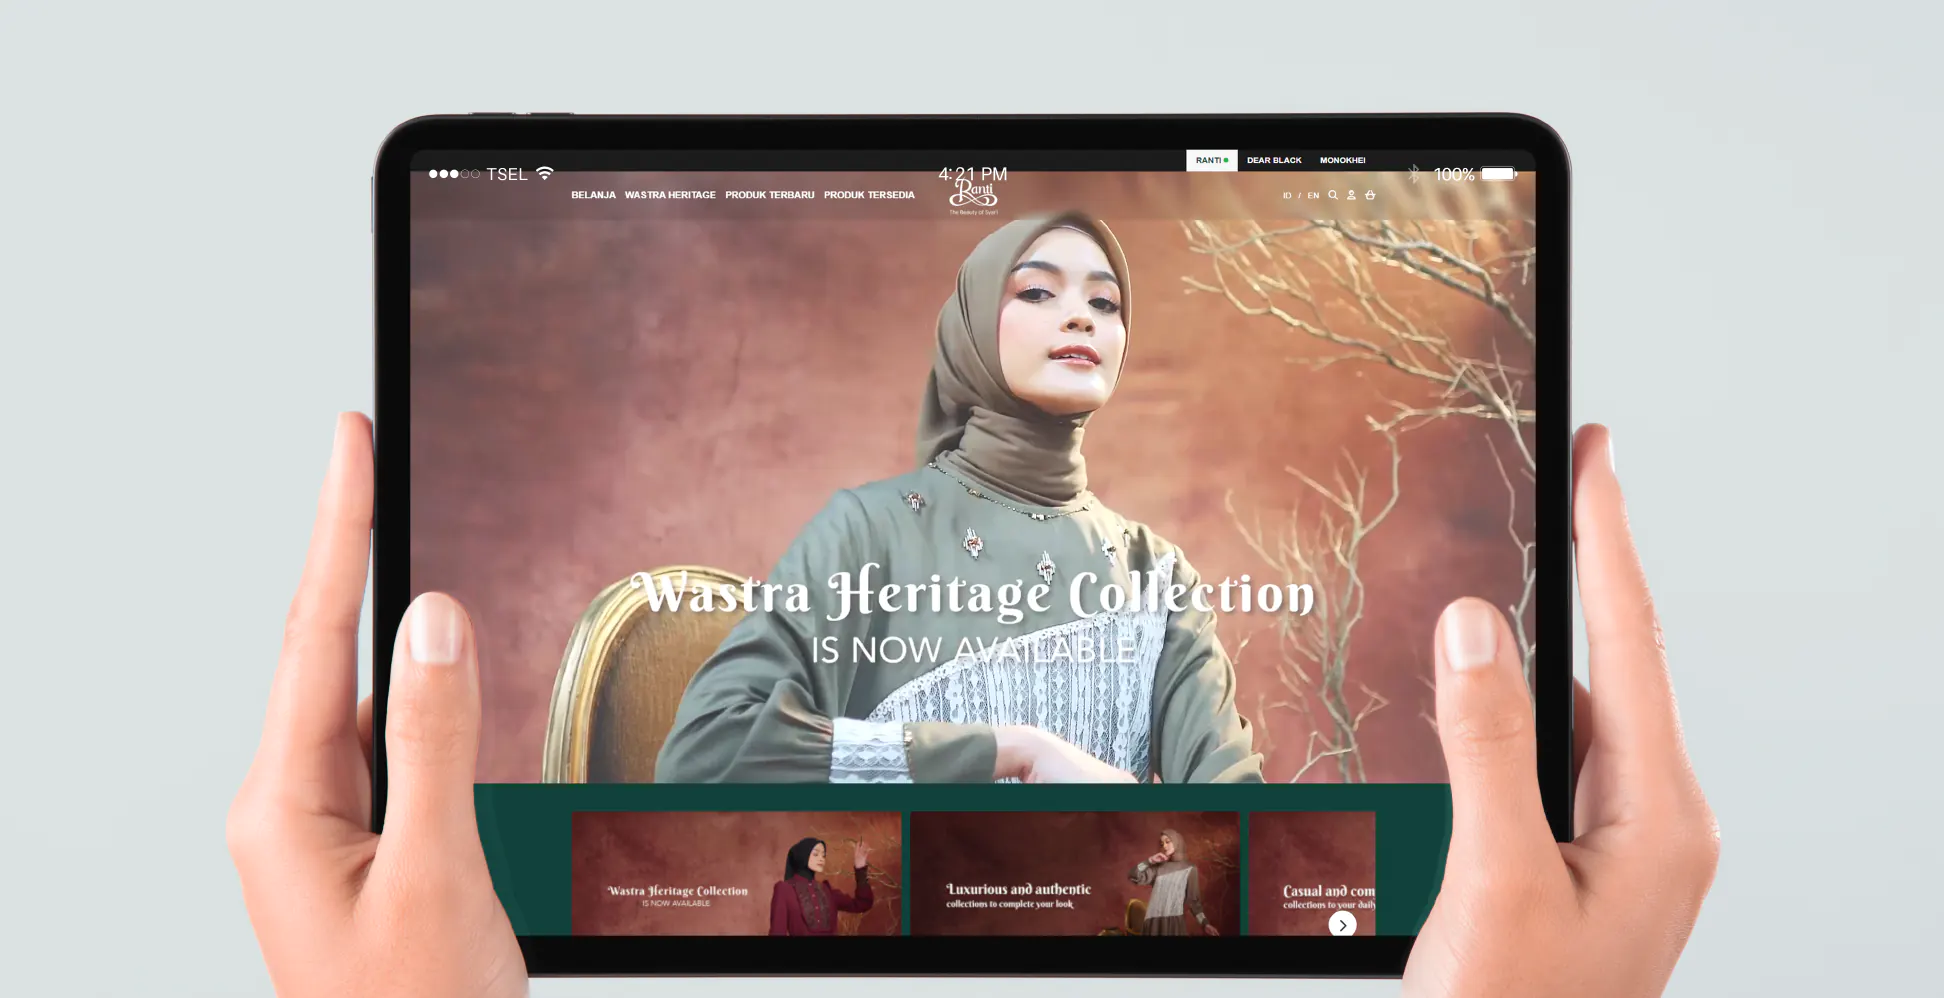 RANTI DEAR BLACK MONOKHEI
TSEL 4:21 PM 100%
BELANJA WASTRA HERITAGE PRODUK TERBARU PRODUK TERSEDIA
Ranti
The Beauty of Syar'i
ID / EN
Wastra Heritage Collection
IS NOW AVAILABLE
Wastra Heritage Collection
IS NOW AVAILABLE
Luxurious and authentic
collections to complete your look
Casual and com
collections to your daily